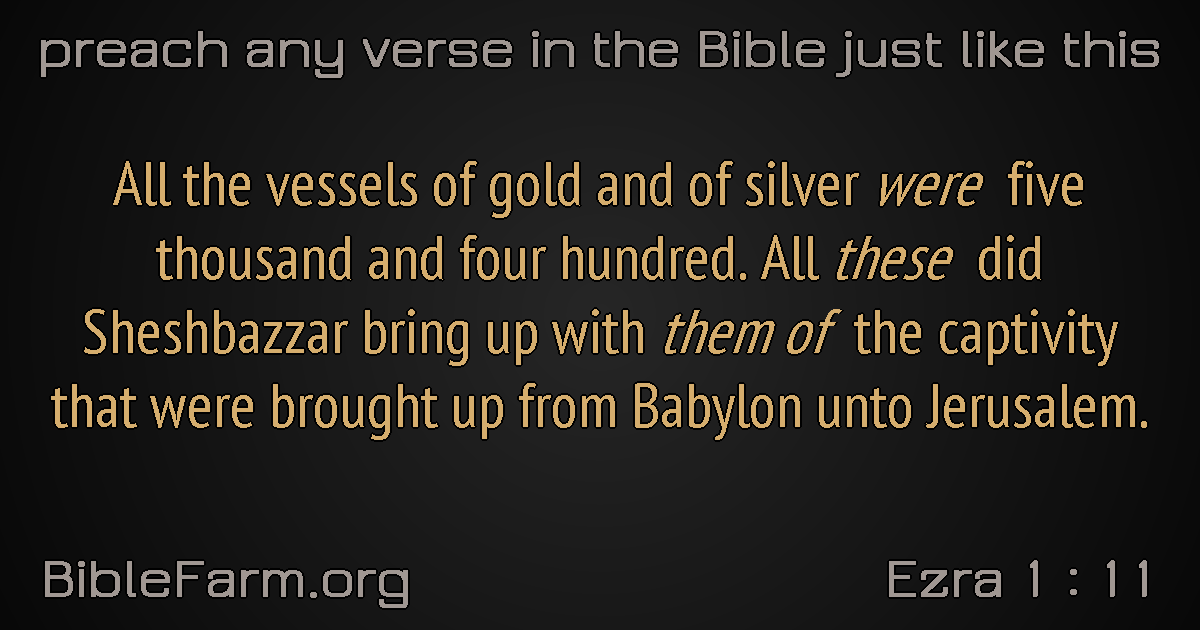 preach any verse in the Bible just like this
All the vessels of gold and of silver were five
thousand and four hundred. All these did
Sheshbazzar bring up with them of the captivity
that were brought up from Babylon unto Jerusalem.
BibleFarm.org
Ezra 1 : 11